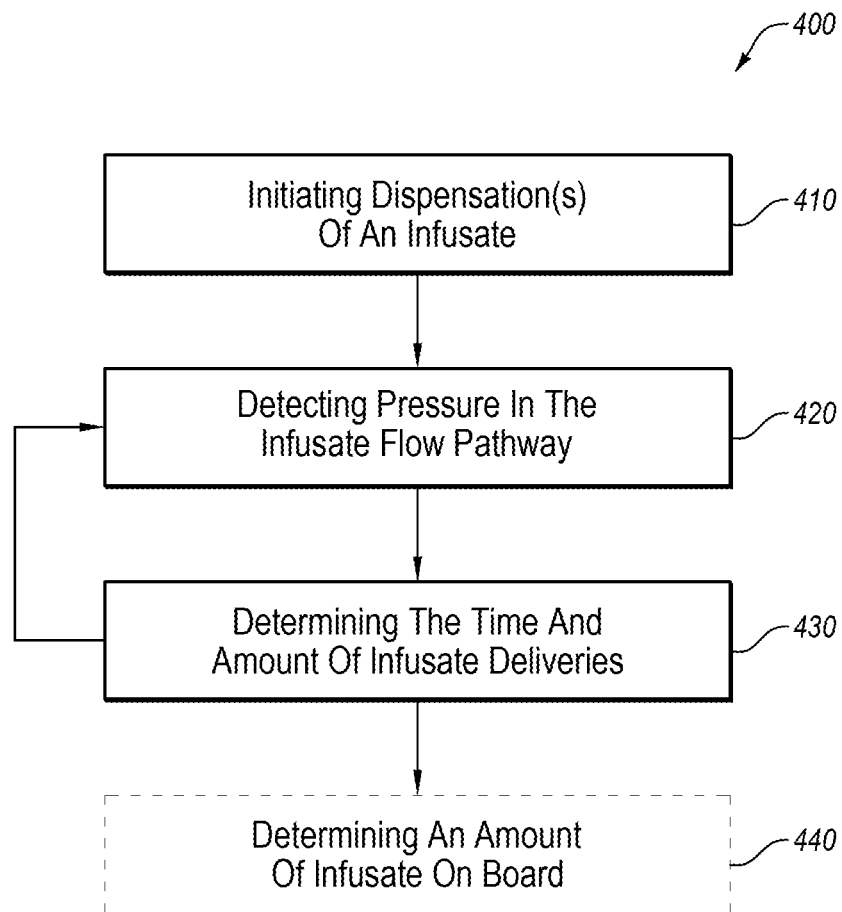 400
Initiating Dispensation(s)
Of An Infusate
410
Detecting Pressure In The
Infusate Flow Pathway
420
Determining The Time And
Amount Of Infusate Deliveries
430
Determining An Amount
Of Infusate On Board
440